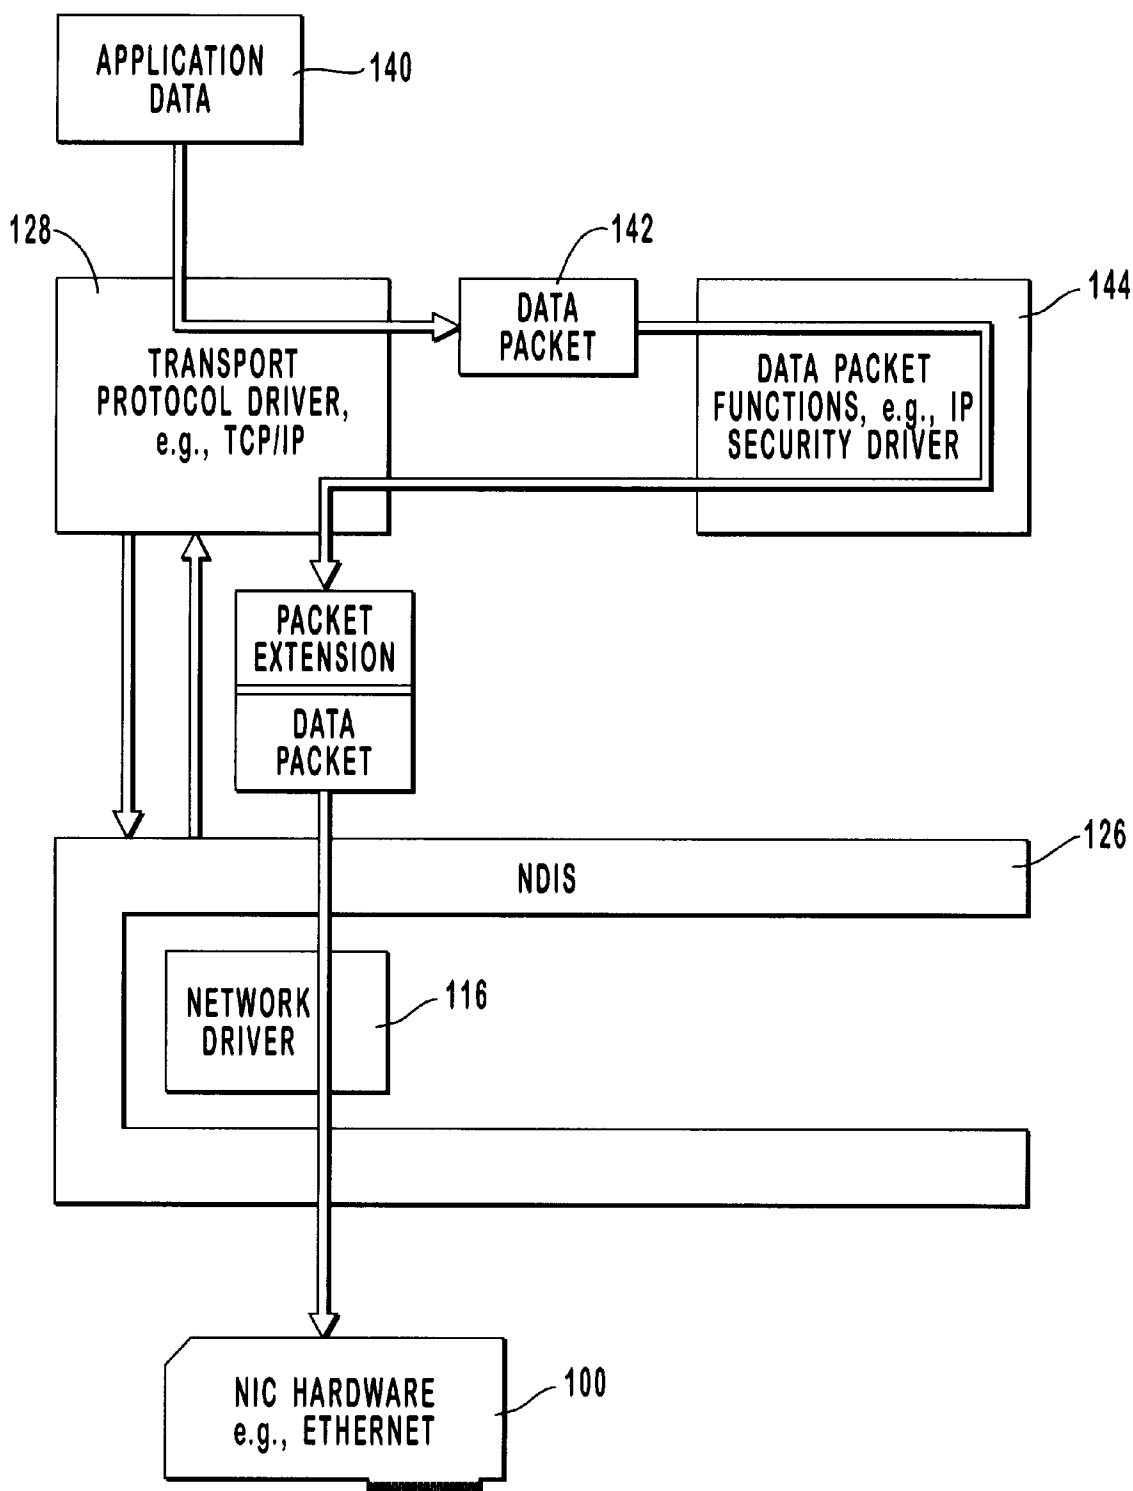 APPLICATION
DATA
140
128
142
DATA
PACKET
144
TRANSPORT
PROTOCOL DRIVER,
e.g., TCP/IP
DATA PACKET
FUNCTIONS, e.g., IP
SECURITY DRIVER
PACKET
EXTENSION
DATA
PACKET
126
NDIS
NETWORK
DRIVER
116
NIC HARDWARE
e.g., ETHERNET
100